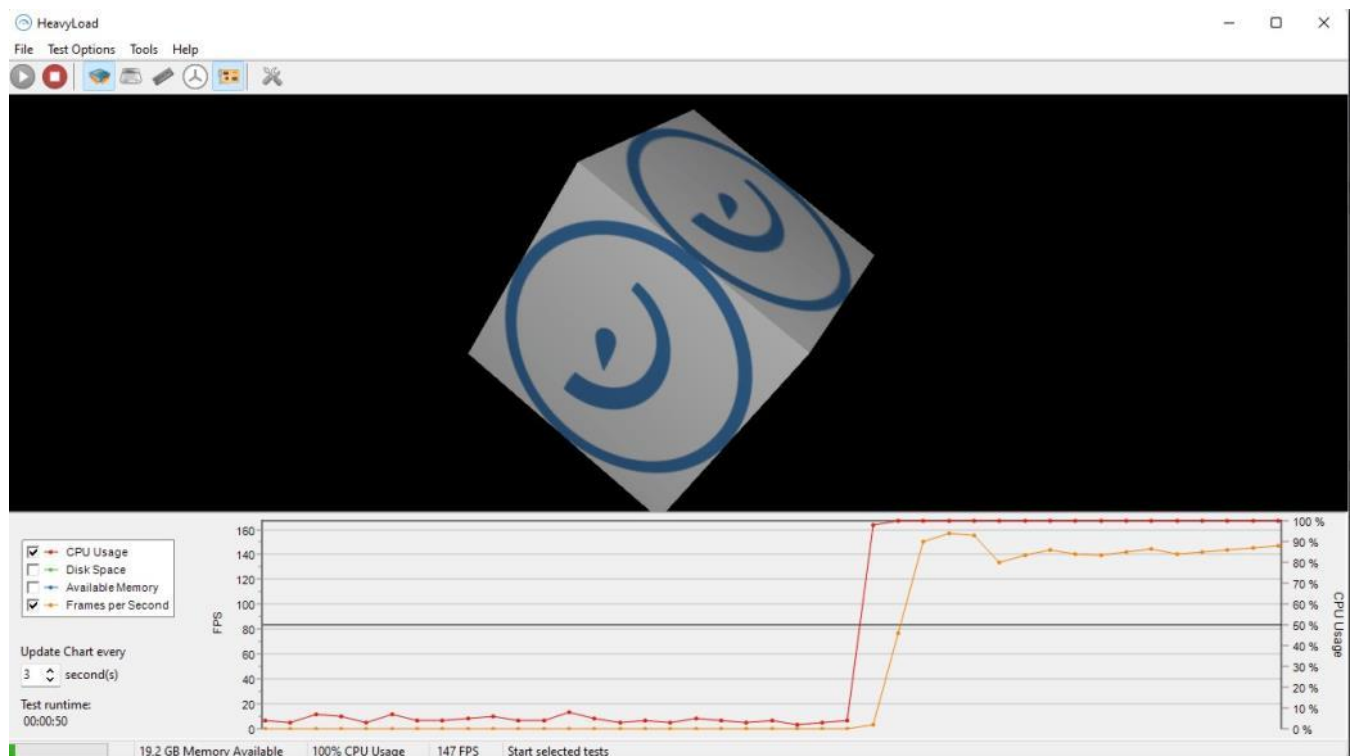 HeavyLoad
File Test Options Tools Help
160
140
120
100
80
60
40
20
0
FPS
100 %
90 %
80 %
70 %
60 %
50 %
40 %
30 %
20 %
10 %
0 %
CPU Usage
CPU Usage
Disk Space
Available Memory
Frames per Second
Update Chart every
3 second(s)
Test runtime:
00:00:50
19.2 GB Memory Available 100% CPU Usage 147 FPS Start selected tests